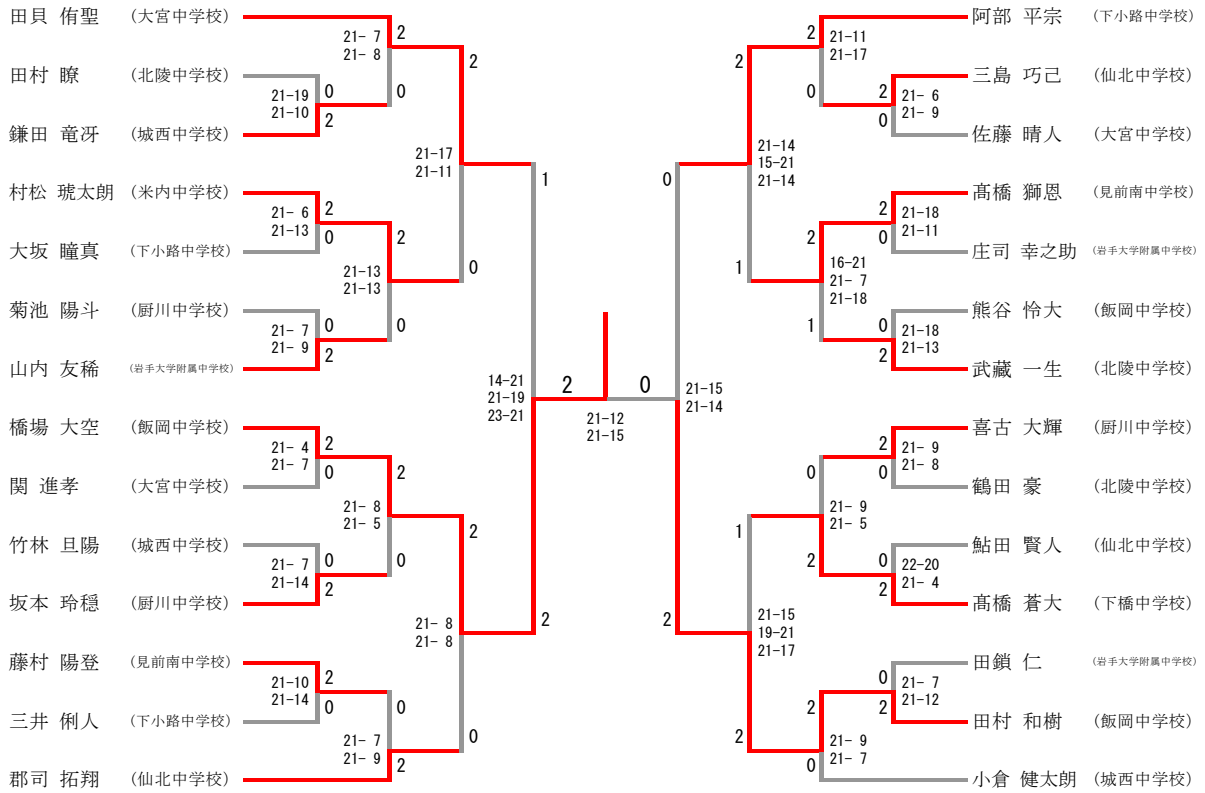 田貝 侑聖 (大宮中学校)
田村 瞭 (北陵中学校)
鎌田 竜冴 (城西中学校)
村松 琥太朗 (米内中学校)
大坂 瞳真 (下小路中学校)
菊池 陽斗 (厨川中学校)
山内 友稀 (岩手大学附属中学校)
橋場 大空 (飯岡中学校)
関 進孝 (大宮中学校)
竹林 旦陽 (城西中学校)
坂本 玲穏 (厨川中学校)
藤村 陽登 (見前南中学校)
三井 俐人 (下小路中学校)
郡司 拓翔 (仙北中学校)
21- 7 2
21- 8
0
21-19 0
21-10 2
21- 6 2
21-13 0
2
21-13
21-13
0
21- 7 0
21- 9 2
21- 4 2
21- 7 0
2
21- 8
21- 5
0
21- 7 0
21-14 2
21-10 2
21-14 0
0
21- 7
21- 9 2
2
21-17
21-11
0
2
21- 8
21- 8
0
1
14-21
21-19
23-21
2
2 0
21-12
21-15
0
21-15
21-14
2
2
21-14
15-21
21-14
1
1
21-15
19-21
21-17
2
2 21-11
21-17
0
2 21- 6
0 21- 9
2 21-18
0 21-11
2
16-21
21- 7
21-18
1
0 21-18
2 21-13
2 21- 9
0 21- 8
0
21- 9
21- 5
2
0 22-20
2 21- 4
0 21- 7
2 21-12
2
21- 9
21- 7
0
阿部 平宗 (下小路中学校)
三島 巧己 (仙北中学校)
佐藤 晴人 (大宮中学校)
髙橋 獅恩 (見前南中学校)
庄司 幸之助 (岩手大学附属中学校)
熊谷 怜大 (飯岡中学校)
武蔵 一生 (北陵中学校)
喜古 大輝 (厨川中学校)
鶴田 豪 (北陵中学校)
鮎田 賢人 (仙北中学校)
髙橋 蒼大 (下橋中学校)
田鎖 仁 (岩手大学附属中学校)
田村 和樹 (飯岡中学校)
小倉 健太朗 (城西中学校)